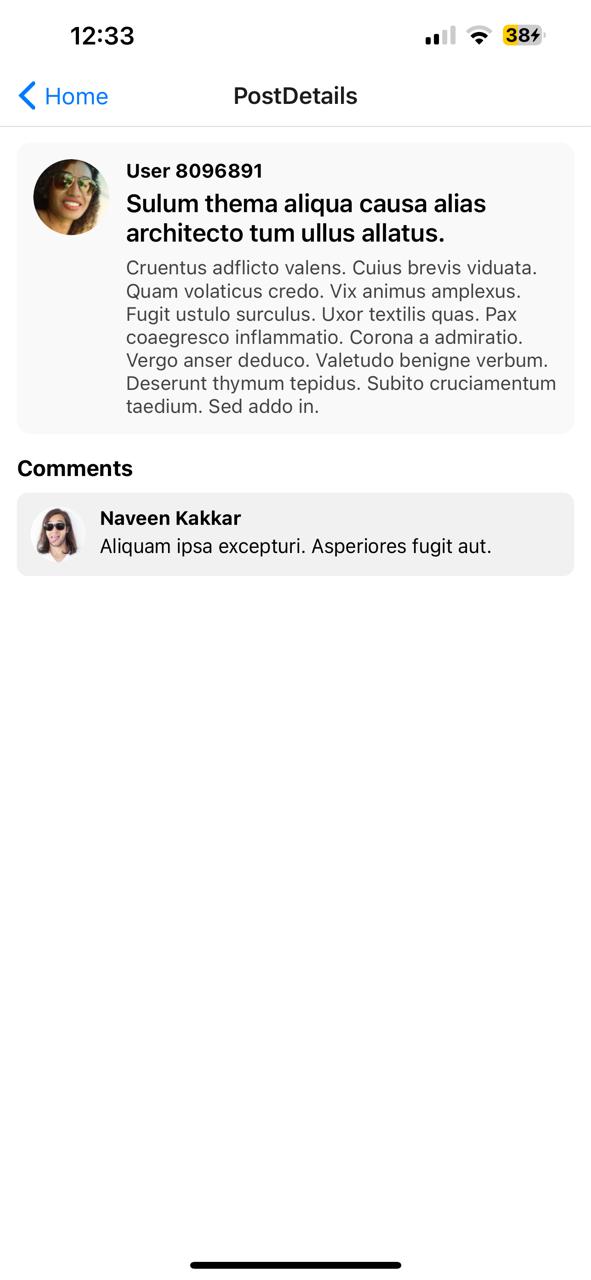 12:33
38
Home
PostDetails
User 8096891
Sulum thema aliqua causa alias
architecto tum ullus allatus.
Cruentus adflicto valens. Cuius brevis viduata.
Quam volaticus credo. Vix animus amplexus.
Fugit ustulo surculus. Uxor textilis quas. Pax
coaegresco inflammatio. Corona a admiratio.
Vergo anser deduco. Valetudo benigne verbum.
Deserunt thymum tepidus. Subito cruciamentum
taedium. Sed addo in.
Comments
Naveen Kakkar
Aliquam ipsa excepturi. Asperiores fugit aut.